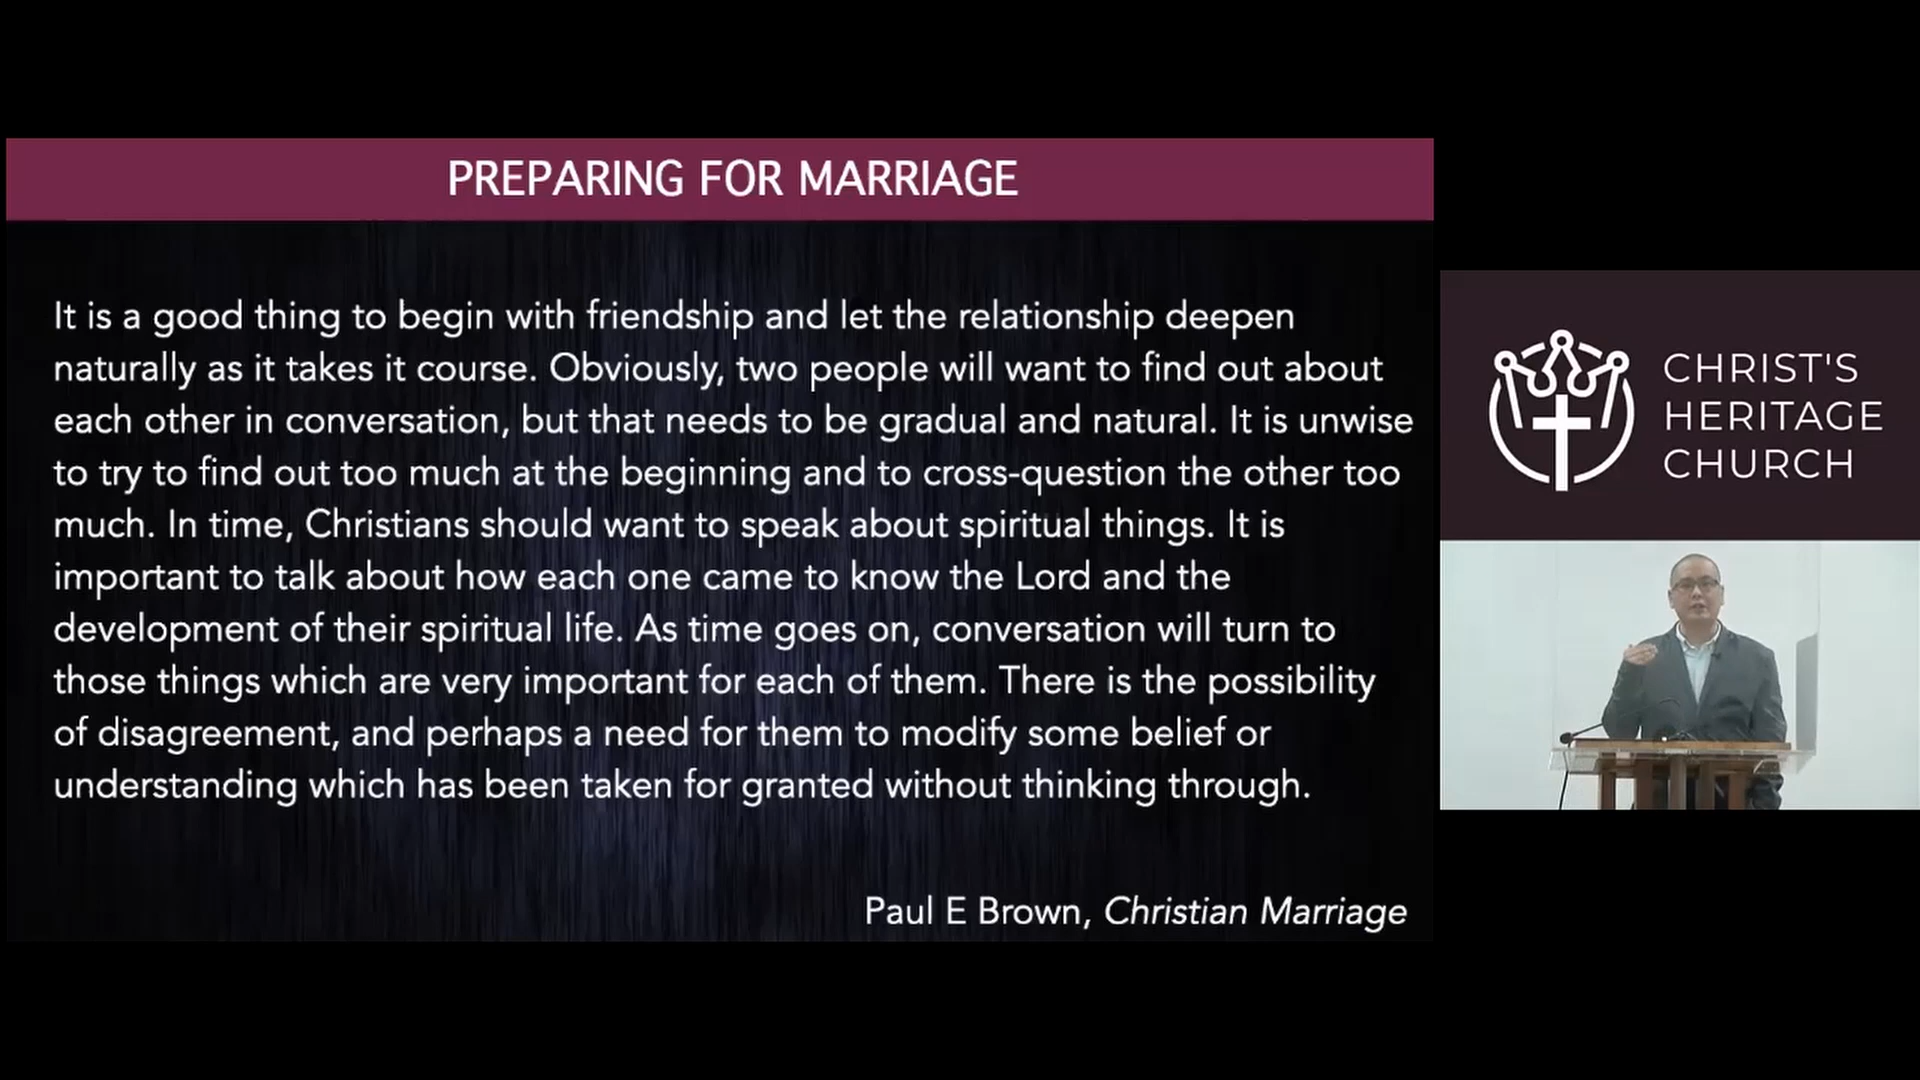 PREPARING FOR MARRIAGE
It is a good thing to begin with friendship and let the relationship deepen
naturally as it takes it course. Obviously, two people will want to find out about
each other in conversation, but that needs to be gradual and natural. It is unwise
to try to find out too much at the beginning and to cross-question the other too
much. In time, Christians should want to speak about spiritual things. It is
important to talk about how each one came to know the Lord and the
development of their spiritual life. As time goes on, conversation will turn to
those things which are very important for each of them. There is the possibility
of disagreement, and perhaps a need for them to modify some belief or
understanding which has been taken for granted without thinking through.
Paul E Brown, Christian Marriage
CHRIST'S
HERITAGE
CHURCH